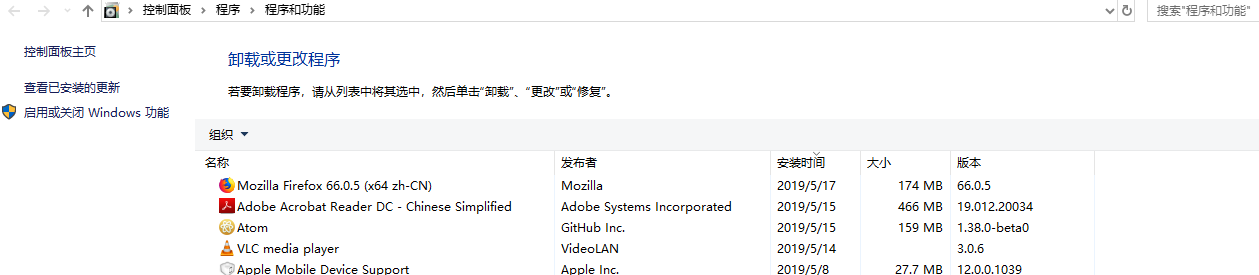 控制面板 程序 程序和功能 搜索"程序和功能"
控制面板主页
卸载或更改程序
查看已安装的更新
若要卸载程序，请从列表中将其选中，然后单击“卸载”、“更改”或“修复”。
启用或关闭 Windows 功能
组织
名称 发布者 安装时间 大小 版本
Mozilla Firefox 66.0.5 (x64 zh-CN) Mozilla 2019/5/17 174 MB 66.0.5
Adobe Acrobat Reader DC - Chinese Simplified Adobe Systems Incorporated 2019/5/15 466 MB 19.012.20034
Atom GitHub Inc. 2019/5/15 159 MB 1.38.0-beta0
VLC media player VideoLAN 2019/5/14 3.0.6
Apple Mobile Device Support Apple Inc. 2019/5/8 27.7 MB 12.0.0.1039